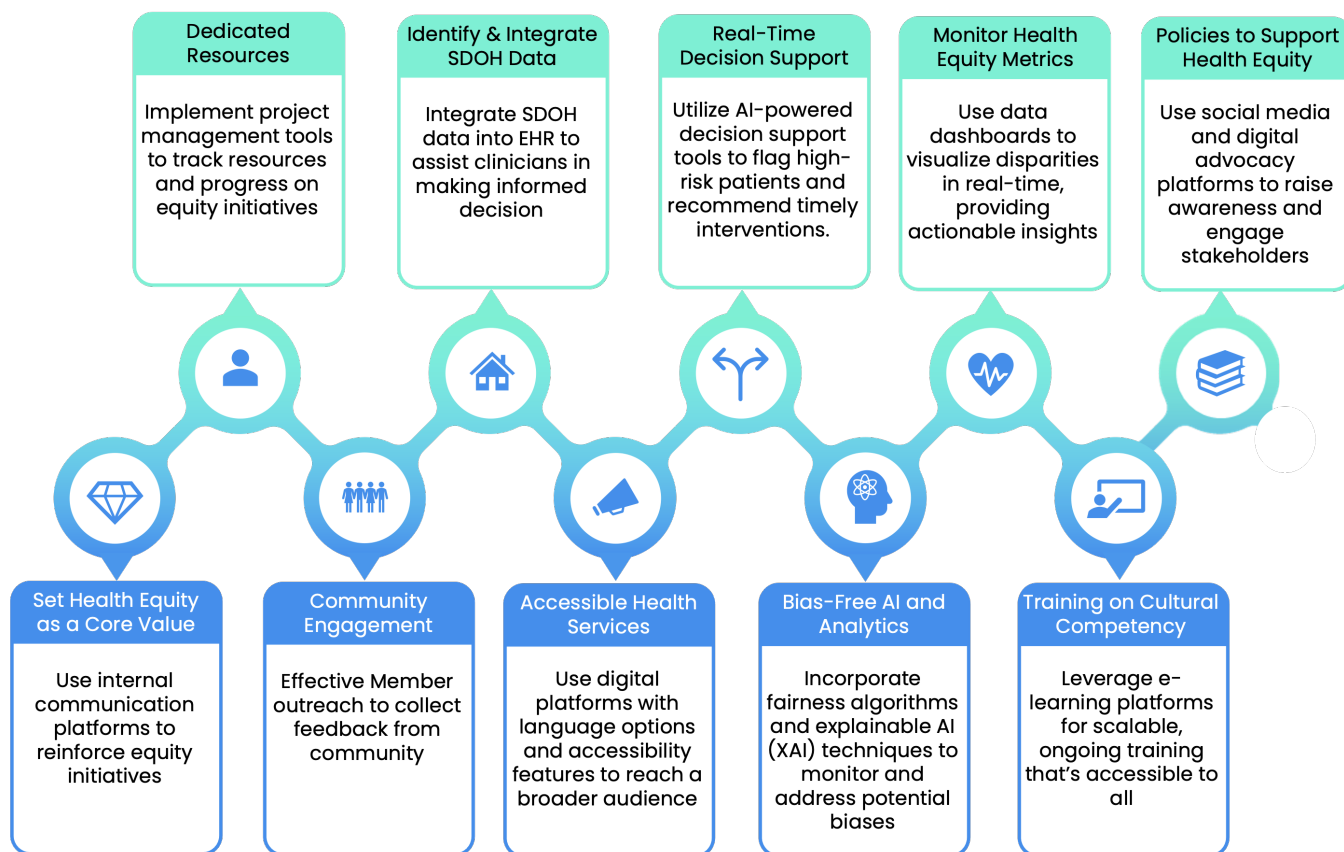 Dedicated
Resources
Implement project
management tools
to track resources
and progress on
equity initiatives
Identify & Integrate
SDOH Data
Integrate SDOH
data into EHR to
assist clinicians in
making informed
decision
Real-Time
Decision Support
Utilize AI-powered
decision support
tools to flag high-
risk patients and
recommend timely
interventions.
Monitor Health
Equity Metrics
Use data
dashboards to
visualize disparities
in real-time,
providing
actionable insights
Policies to Support
Health Equity
Use social media
and digital
advocacy
platforms to raise
awareness and
engage
stakeholders
Set Health Equity
as a Core Value
Use internal
communication
platforms to
reinforce equity
initiatives
Community
Engagement
Effective Member
outreach to collect
feedback from
community
Accessible Health
Services
Use digital
platforms with
language options
and accessibility
features to reach a
broader audience
Bias-Free AI and
Analytics
Incorporate
fairness algorithms
and explainable AI
(XAI) techniques to
monitor and
address potential
biases
Training on Cultural
Competency
Leverage e-
learning platforms
for scalable,
ongoing training
that's accessible to
all